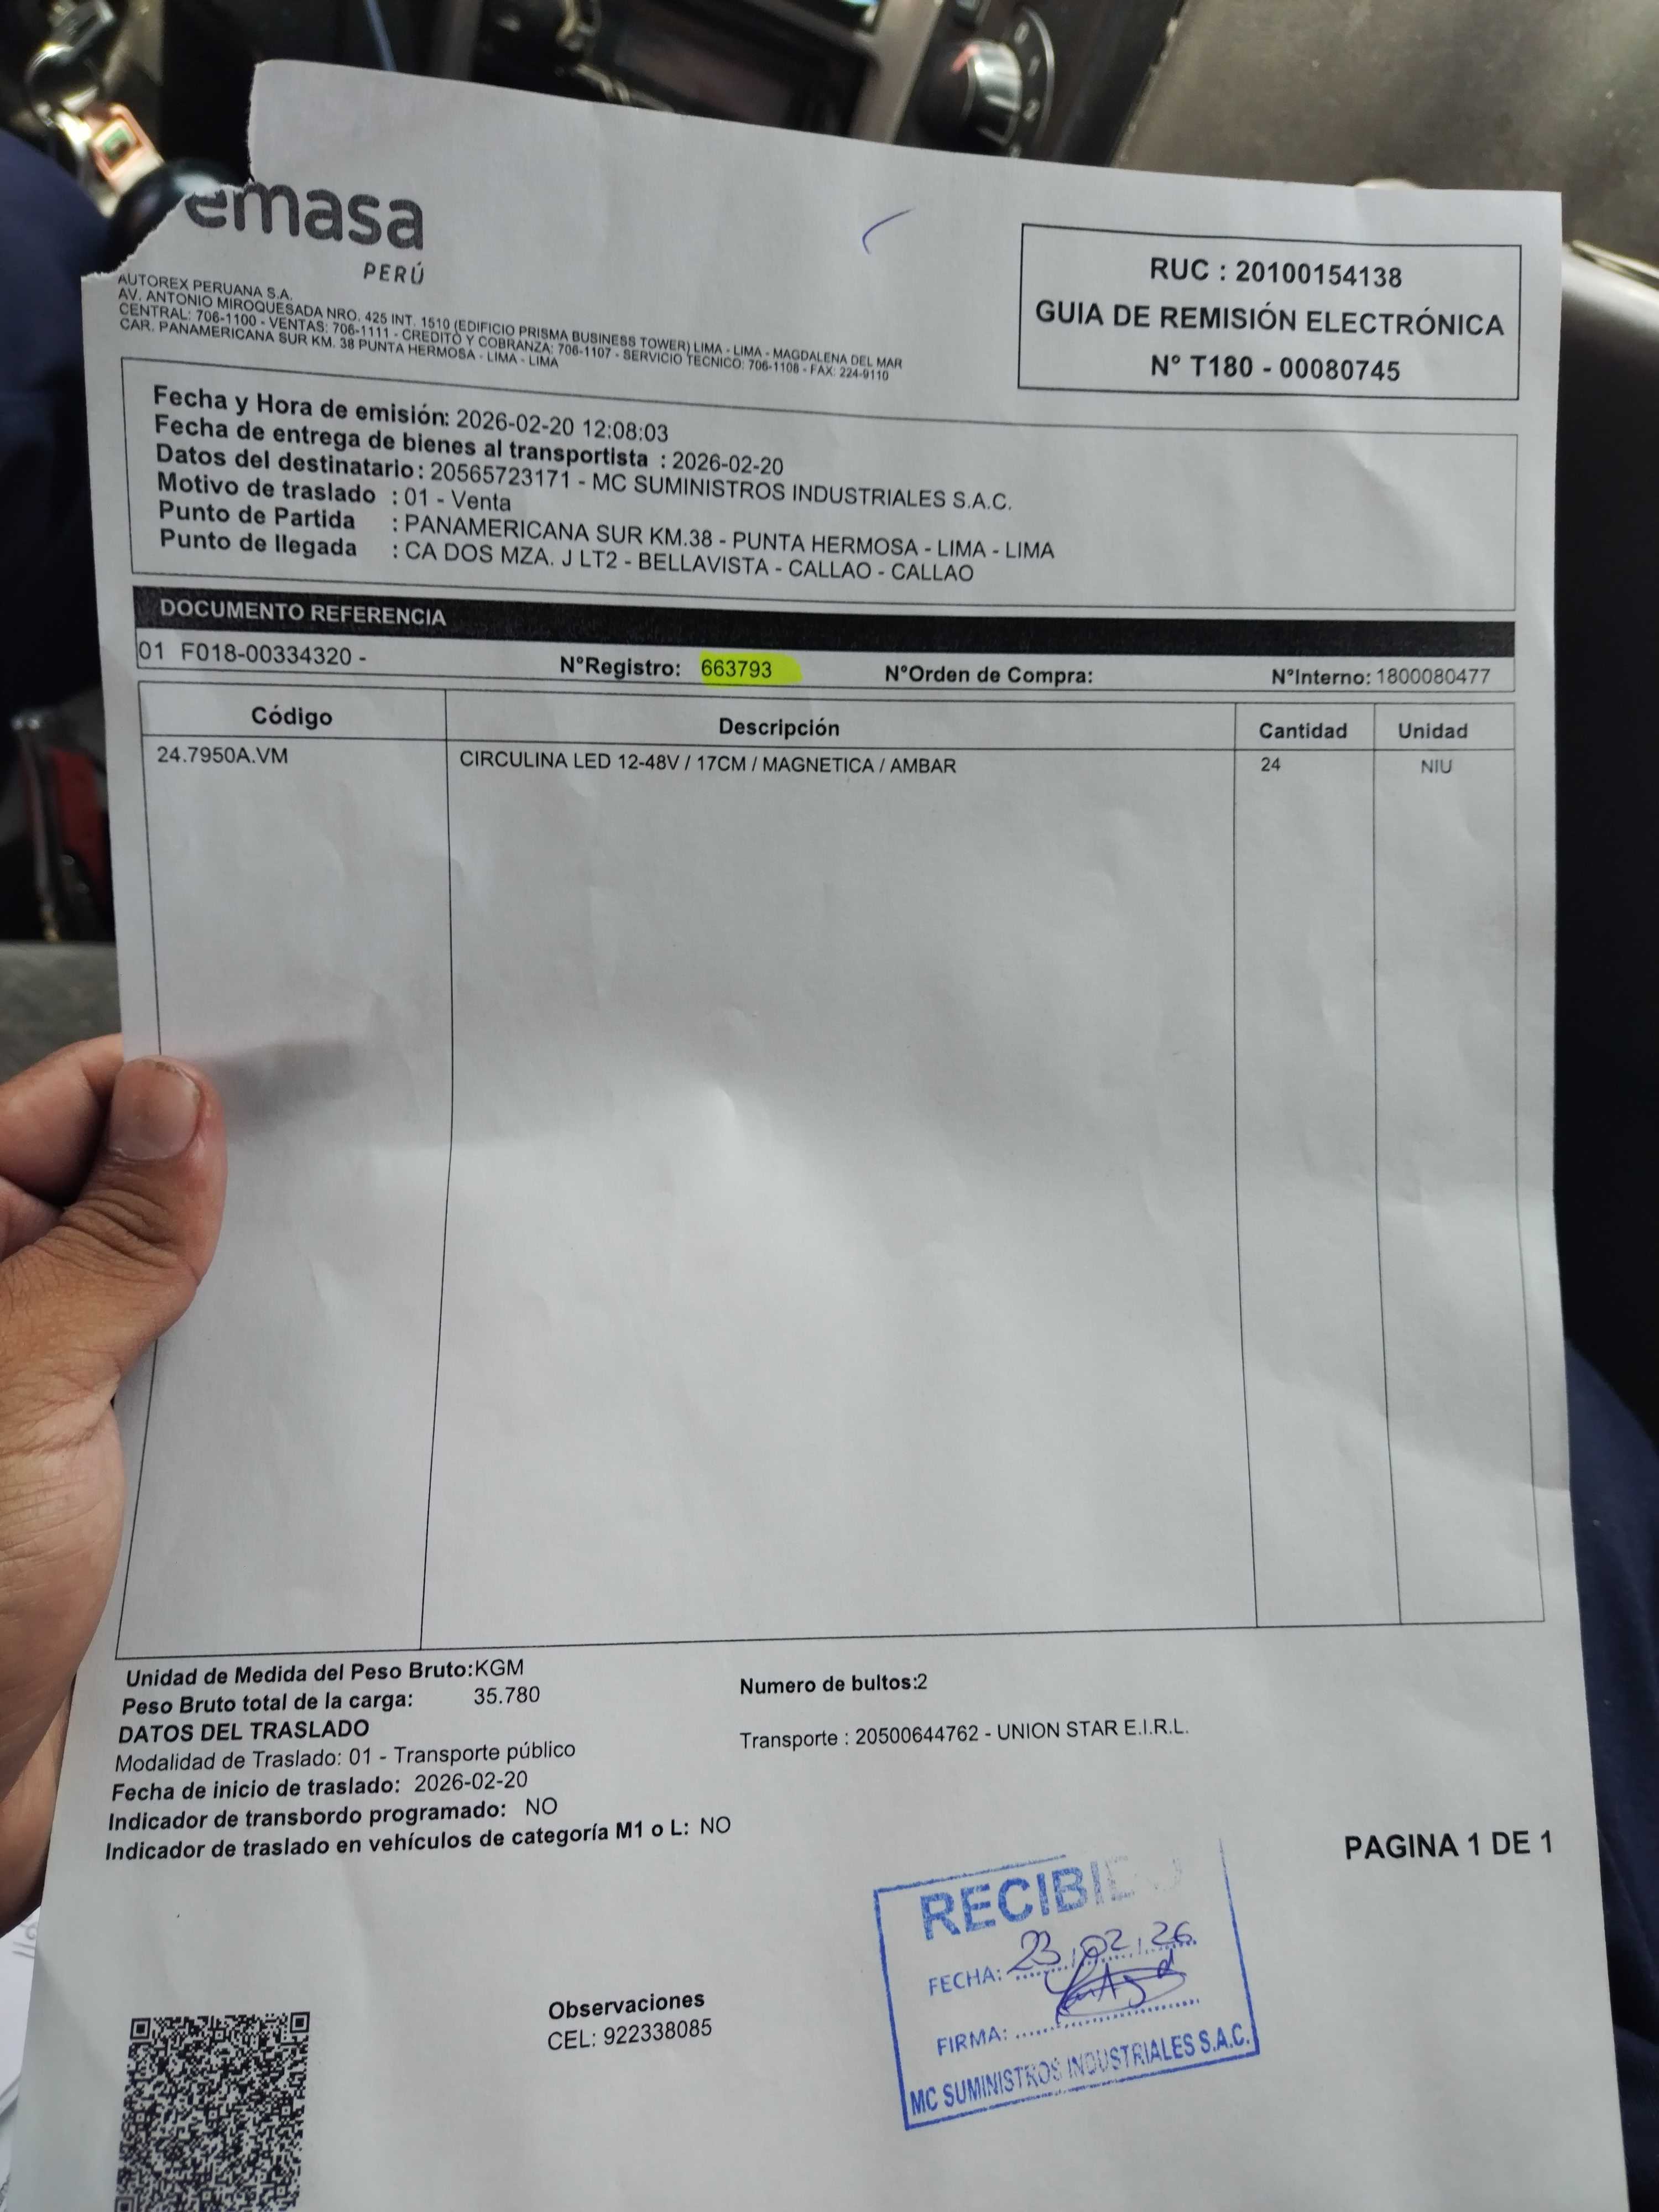 emasa
PERÚ
AUTOREX PERUANA S.A.
AV. ANTONIO MIROQUESADA NRO. 425 INT. 1510 (EDIFICIO PRISMA BUSINESS TOWER) LIMA - LIMA - MAGDALENA DEL MAR
CENTRAL: 706-1100 - VENTAS: 706-1111 - CREDITO Y COBRANZA: 706-1107 - SERVICIO TECNICO: 706-1108 - FAX: 224-9110
CAR. PANAMERICANA SUR KM. 38 PUNTA HERMOSA - LIMA - LIMA
RUC : 20100154138
GUIA DE REMISIÓN ELECTRÓNICA
N° T180 - 00080745
Fecha y Hora de emisión: 2026-02-20 12:08:03
Fecha de entrega de bienes al transportista : 2026-02-20
Datos del destinatario : 20565723171 - MC SUMINISTROS INDUSTRIALES S.A.C.
Motivo de traslado : 01 - Venta
Punto de Partida : PANAMERICANA SUR KM.38 - PUNTA HERMOSA - LIMA - LIMA
Punto de llegada : CA DOS MZA. J LT2 - BELLAVISTA - CALLAO - CALLAO
DOCUMENTO REFERENCIA
01 F018-00334320 - N°Registro: 663793 N°Orden de Compra: N°Interno: 1800080477
Código Descripción Cantidad Unidad
24.7950A.VM CIRCULINA LED 12-48V / 17CM / MAGNETICA / AMBAR 24 NIU
Unidad de Medida del Peso Bruto:KGM
Peso Bruto total de la carga: 35.780 Numero de bultos:2
DATOS DEL TRASLADO
Modalidad de Traslado: 01 - Transporte público Transporte : 20500644762 - UNION STAR E.I.R.L.
Fecha de inicio de traslado: 2026-02-20
Indicador de transbordo programado: NO
Indicador de traslado en vehículos de categoría M1 o L: NO
PAGINA 1 DE 1
Observaciones
CEL: 922338085
RECIBIDO
FECHA: 23.02.26
FIRMA:
MC SUMINISTROS INDUSTRIALES S.A.C.